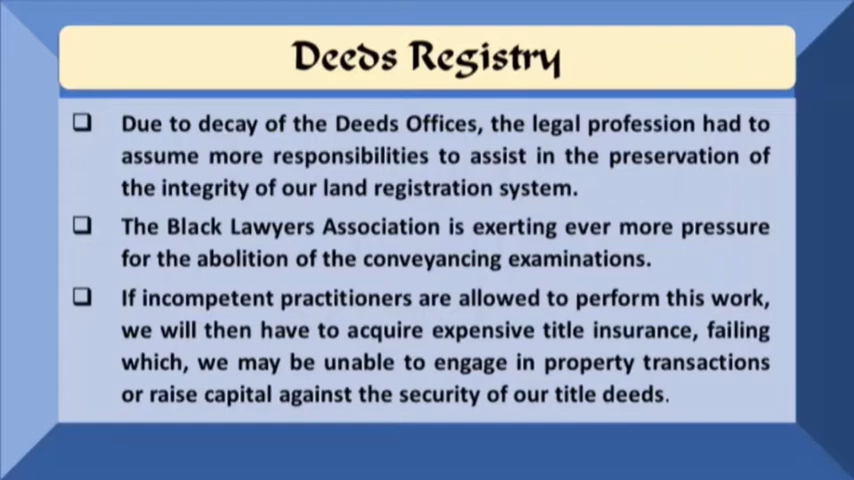 Deeds Registry
❑ Due to decay of the Deeds Offices, the legal profession had to
assume more responsibilities to assist in the preservation of
the integrity of our land registration system.
❑ The Black Lawyers Association is exerting ever more pressure
for the abolition of the conveyancing examinations.
❑ If incompetent practitioners are allowed to perform this work,
we will then have to acquire expensive title insurance, failing
which, we may be unable to engage in property transactions
or raise capital against the security of our title deeds.